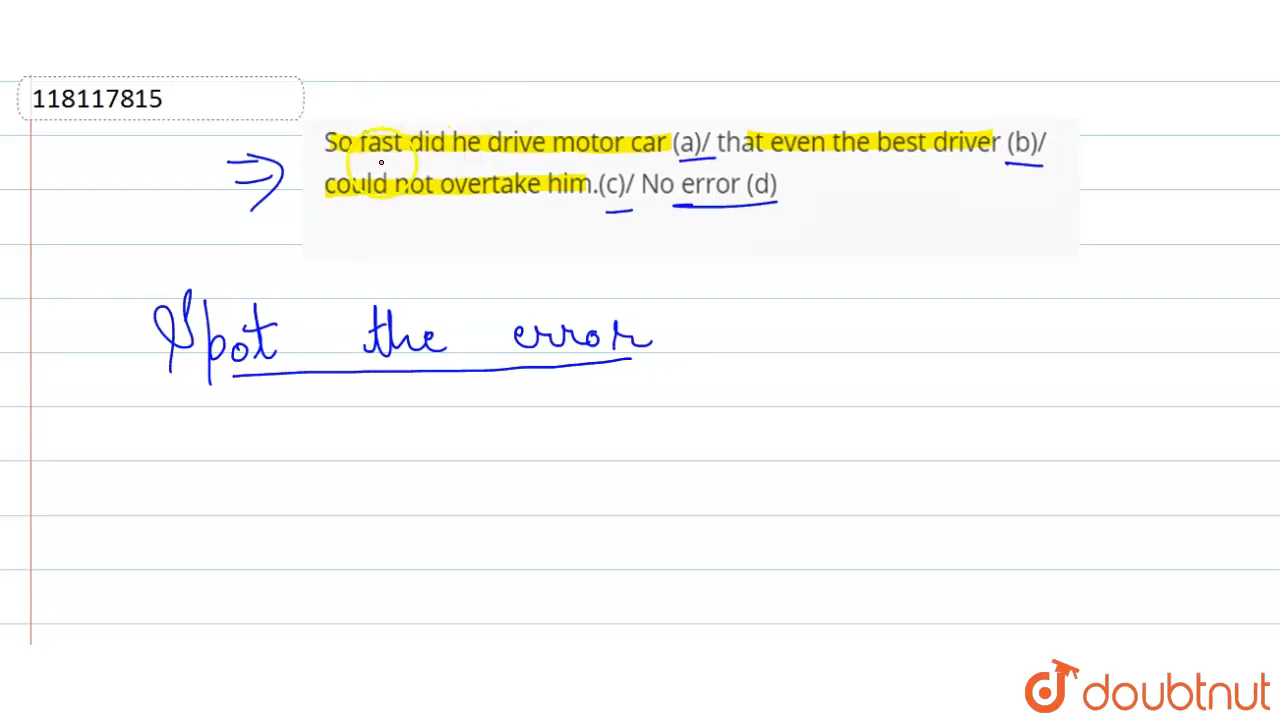 118117815
So fast did he drive motor car (a)/ that even the best driver (b)/
could not overtake him.(c)/ No error (d)
Spot the error
doubtnut